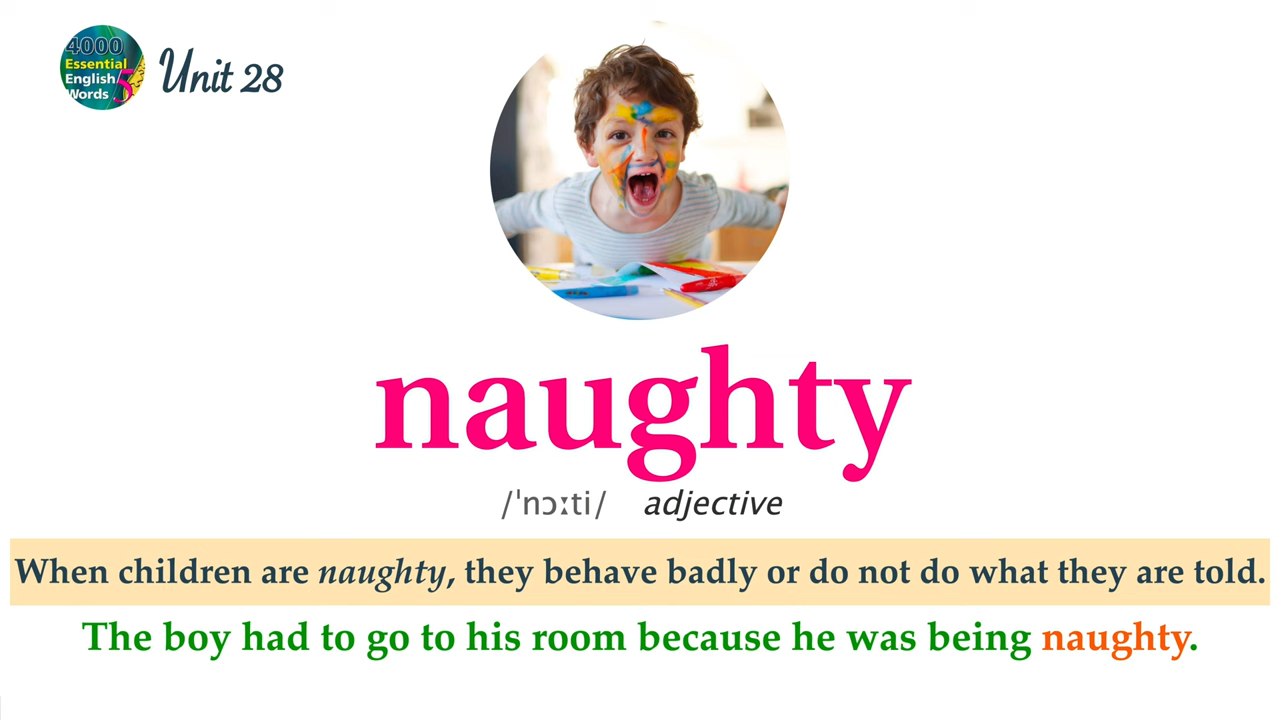 4000
Essential
English
Words 5
Unit 28
naughty
/ˈnɔːti/ adjective
When children are naughty, they behave badly or do not do what they are told.
The boy had to go to his room because he was being naughty.